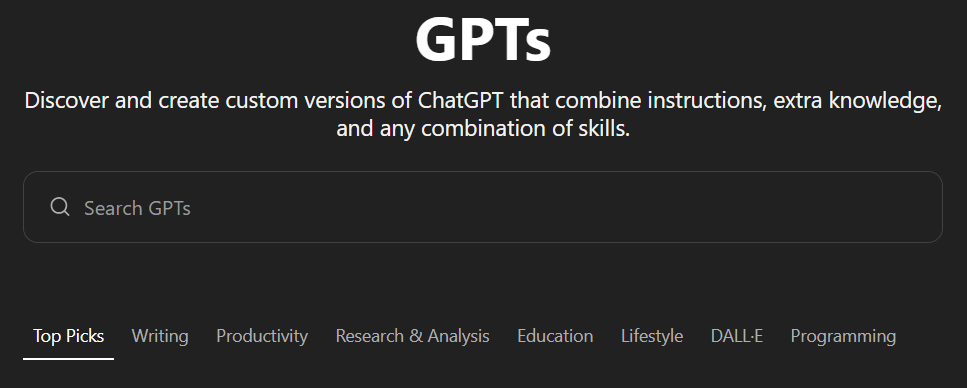 GPTs
Discover and create custom versions of ChatGPT that combine instructions, extra knowledge,
and any combination of skills.
Search GPTs
Top Picks Writing Productivity Research & Analysis Education Lifestyle DALL·E Programming